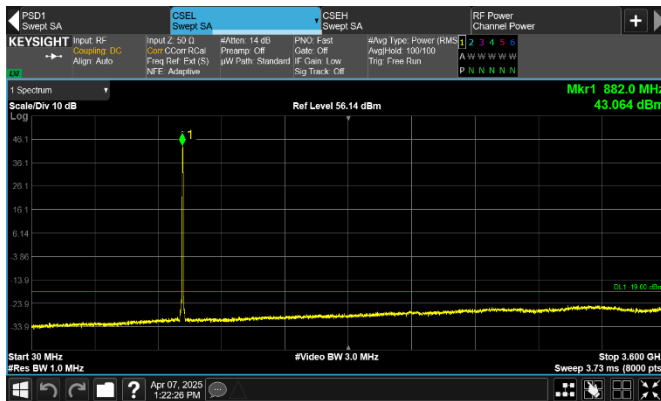 PSD1
Swept SA
CSEL
Swept SA
CSEH
Swept SA
RF Power
Channel Power
KEYSIGHT
Input: RF
Coupling: DC
Align: Auto
Input Z: 50 Ω
Corr CCorr RCal
Freq Ref: Ext (S)
NFE: Adaptive
#Atten: 14 dB
Preamp: Off
µW Path: Standard
PNO: Fast
Gate: Off
IF Gain: Low
Sig Track: Off
#Avg Type: Power (RMS
Avg|Hold: 100/100
Trig: Free Run
1 2 3 4 5 6
A W W W W W
P N N N N N
LXI
1 Spectrum
Scale/Div 10 dB
Ref Level 56.14 dBm
Mkr1 882.0 MHz
43.064 dBm
Log
46.1
36.1
26.1
16.1
6.14
-3.86
-13.9
-23.9
-33.9
1
DL1 -19.00 dBm
Start 30 MHz
#Res BW 1.0 MHz
#Video BW 3.0 MHz
Stop 3.600 GH
Sweep 3.73 ms (8000 pts
?
Apr 07, 2025
1:22:26 PM